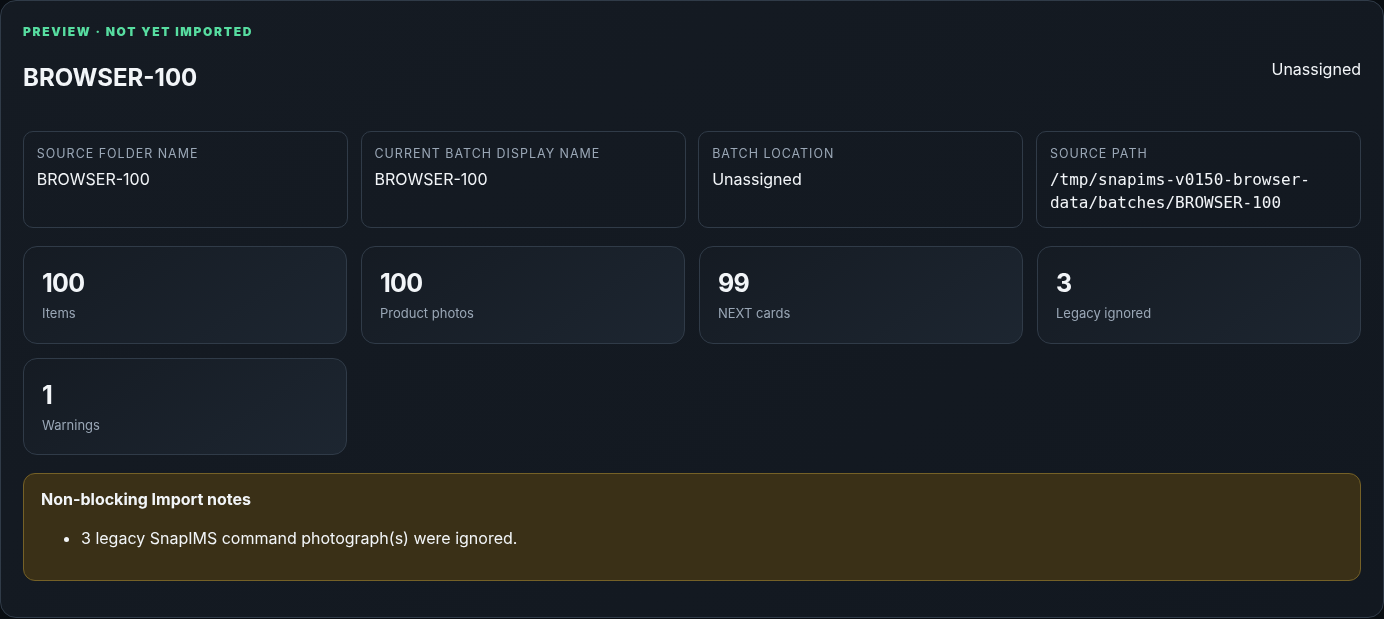 PREVIEW · NOT YET IMPORTED
BROWSER-100
Unassigned
SOURCE FOLDER NAME
BROWSER-100
CURRENT BATCH DISPLAY NAME
BROWSER-100
BATCH LOCATION
Unassigned
SOURCE PATH
/tmp/snapims-v0150-browser-
data/batches/BROWSER-100
100
Items
100
Product photos
99
NEXT cards
3
Legacy ignored
1
Warnings
Non-blocking Import notes
• 3 legacy SnapIMS command photograph(s) were ignored.